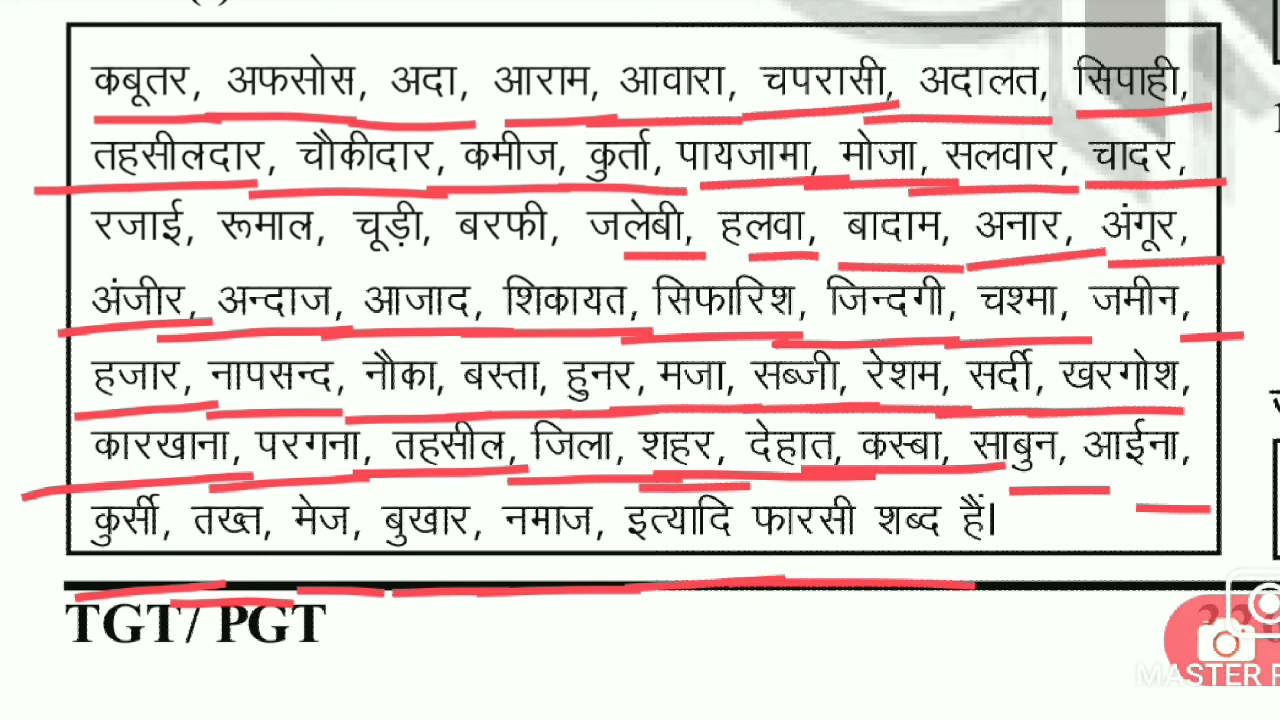 कबूतर, अफसोस, अदा, आराम, आवारा, चपरासी, अदालत, सिपाही,
तहसीलदार, चौकीदार, कमीज, कुर्ता, पायजामा, मोजा, सलवार, चादर,
रजाई, रूमाल, चूड़ी, बरफी, जलेबी, हलवा, बादाम, अनार, अंगूर,
अंजीर, अन्दाज, आजाद, शिकायत, सिफारिश, जिन्दगी, चश्मा, जमीन,
हजार, नापसन्द, नौका, बस्ता, हुनर, मजा, सब्जी, रेशम, सर्दी, खरगोश,
कारखाना, परगना, तहसील, जिला, शहर, देहात, कस्बा, साबुन, आईना,
कुर्सी, तख्त, मेज, बुखार, नमाज, इत्यादि फारसी शब्द हैं।
TGT/ PGT
MASTER